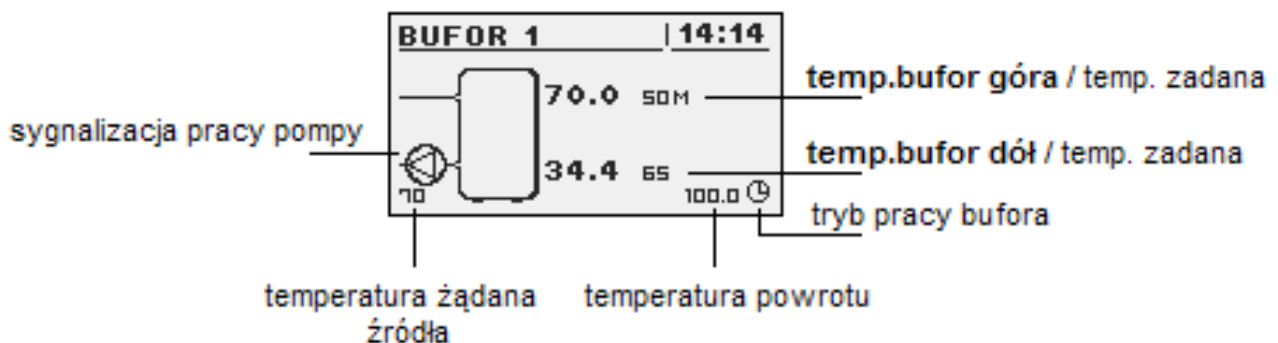 BUFOR 1 | 14:14
70.0 50M
temp.bufor góra / temp. zadana
sygnalizacja pracy pompy
34.4 65
temp.bufor dół / temp. zadana
70 100.0
tryb pracy bufora
temperatura żądana
źródła
temperatura powrotu